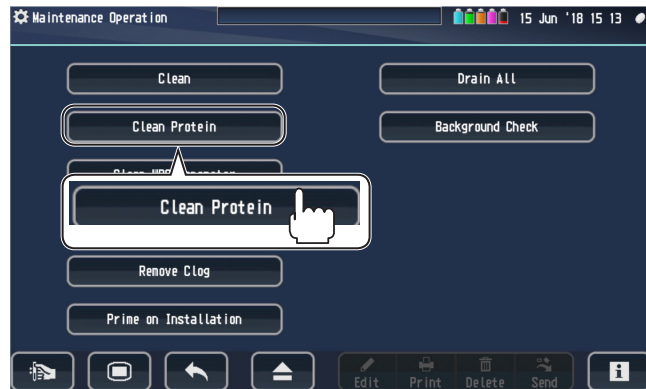 Maintenance Operation
15 Jun '18 15 13
Clean
Drain All
Clean Protein
Background Check
Clean Protein
Remove Clog
Prime on Installation
Edit Print Delete Send